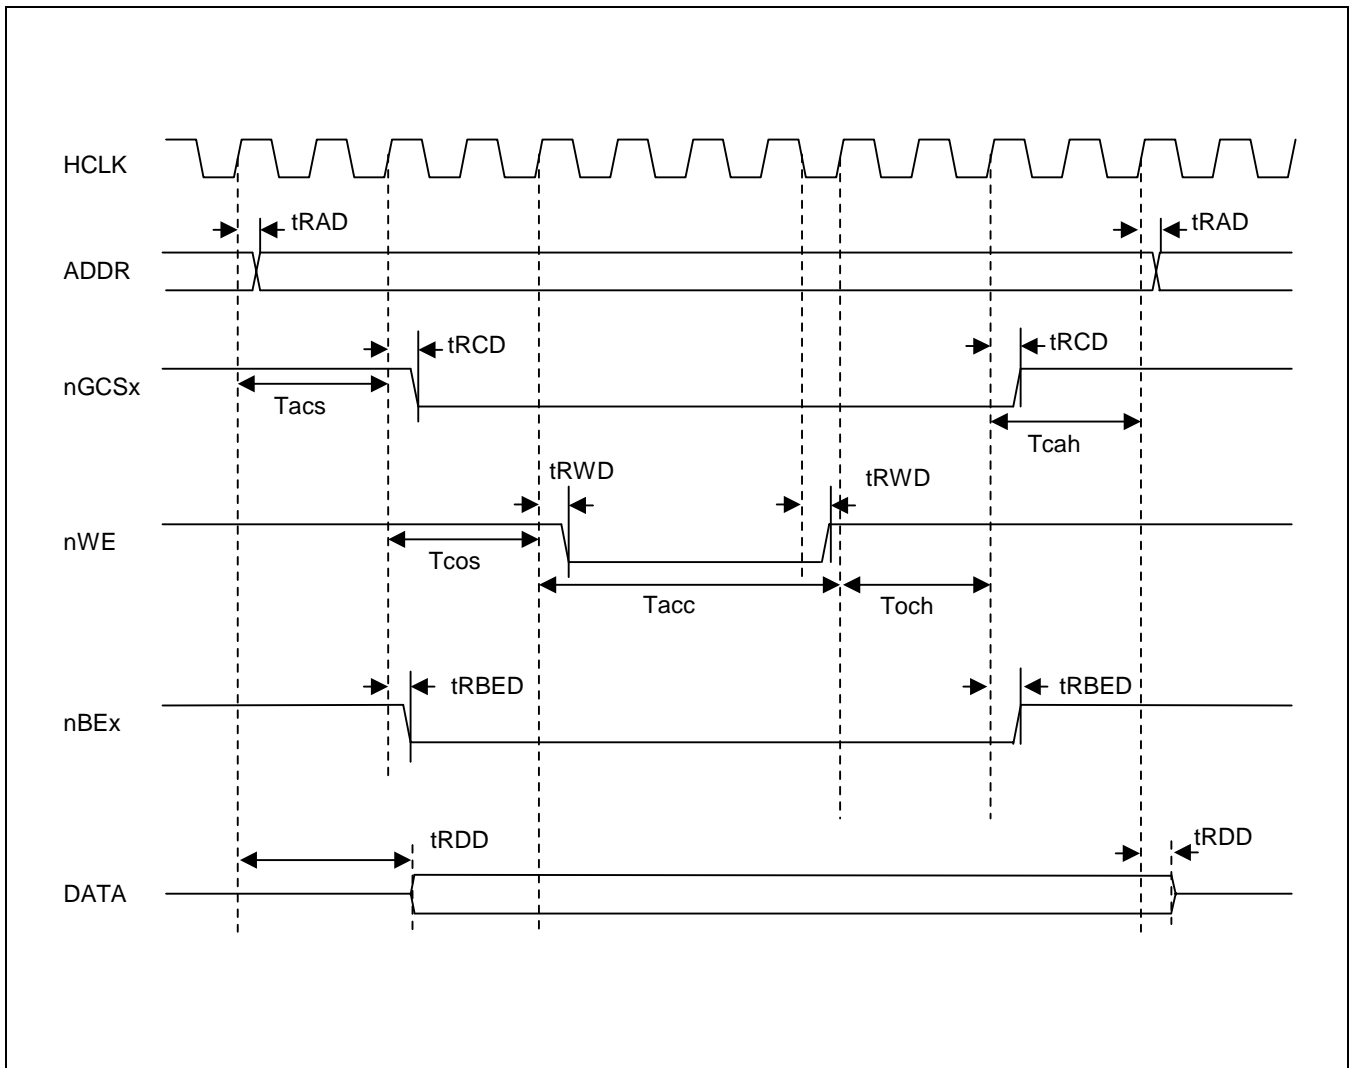 HCLK
tRAD tRAD
ADDR
tRCD tRCD
nGCSx
Tacs
Tcah
tRWD tRWD
nWE
Tcos
Tacc Toch
tRBED tRBED
nBEx
tRDD tRDD
DATA